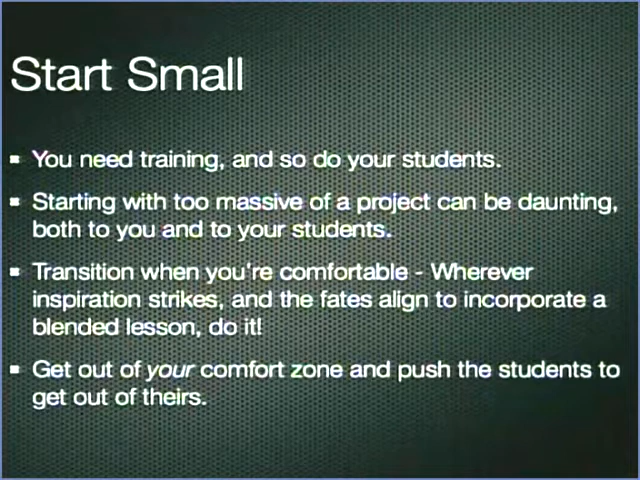 Start Small
You need training, and so do your students.
Starting with too massive of a project can be daunting,
both to you and to your students.
Transition when you're comfortable - Wherever
inspiration strikes, and the fates align to incorporate a
blended lesson, do it!
Get out of your comfort zone and push the students to
get out of theirs.